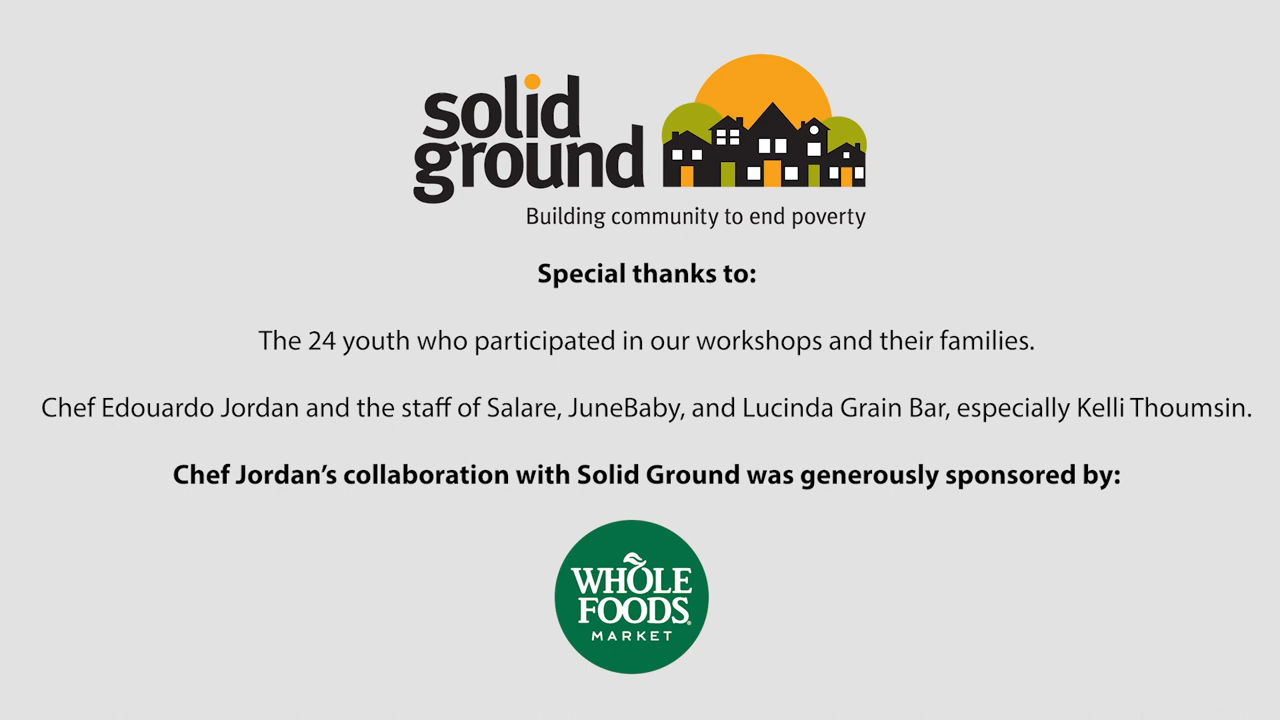 solid
ground
Building community to end poverty
Special thanks to:
The 24 youth who participated in our workshops and their families.
Chef Edouardo Jordan and the staff of Salare, JuneBaby, and Lucinda Grain Bar, especially Kelli Thoumsin.
Chef Jordan’s collaboration with Solid Ground was generously sponsored by:
WHOLE
FOODS®
MARKET